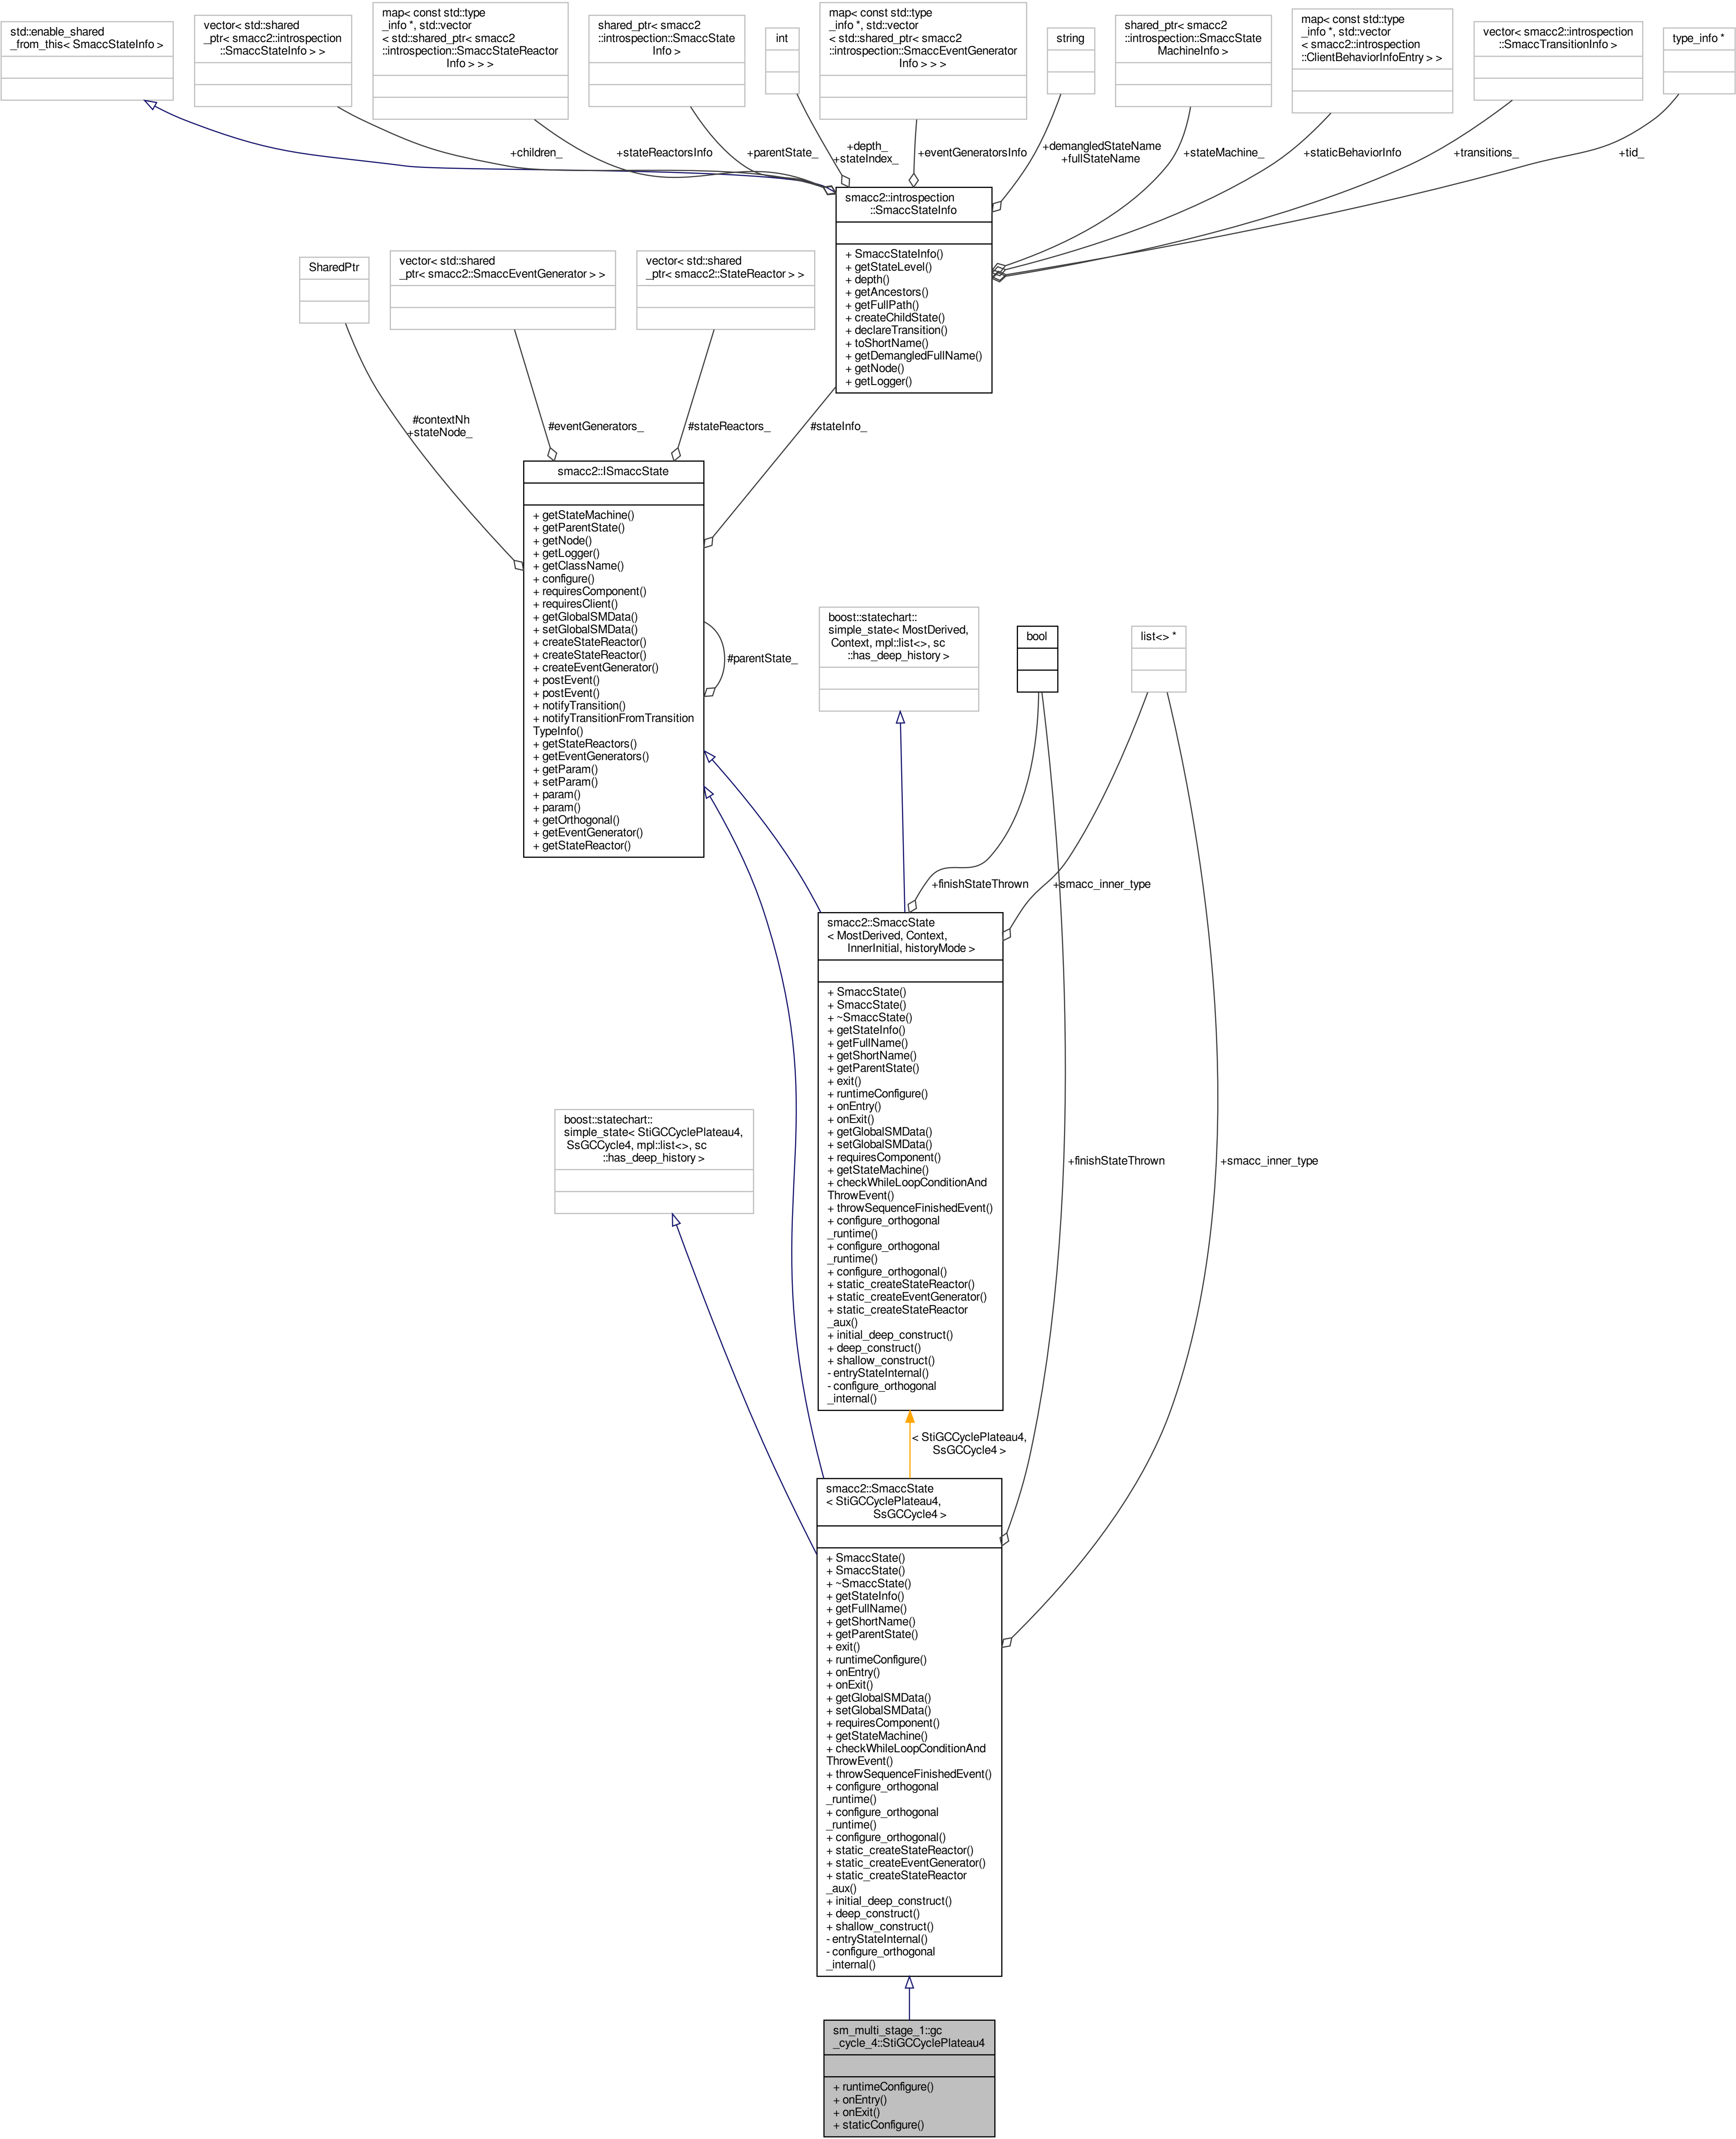 std::enable_shared
_from_this< SmaccStateInfo >
vector< std::shared
_ptr< smacc2::introspection
::SmaccStateInfo > >
map< const std::type
_info *, std::vector
< std::shared_ptr< smacc2
::introspection::SmaccStateReactor
Info > > >
shared_ptr< smacc2
::introspection::SmaccState
Info >
int
map< const std::type
_info *, std::vector
< std::shared_ptr< smacc2
::introspection::SmaccEventGenerator
Info > > >
string
shared_ptr< smacc2
::introspection::SmaccState
MachineInfo >
map< const std::type
_info *, std::vector
< smacc2::introspection
::ClientBehaviorInfoEntry > >
vector< smacc2::introspection
::SmaccTransitionInfo >
type_info *
+children_
+stateReactorsInfo
+parentState_
+depth_
+stateIndex_
+eventGeneratorsInfo
+demangledStateName
+fullStateName
+stateMachine_
+staticBehaviorInfo
+transitions_
+tid_
smacc2::introspection
::SmaccStateInfo
+ SmaccStateInfo()
+ getStateLevel()
+ depth()
+ getAncestors()
+ getFullPath()
+ createChildState()
+ declareTransition()
+ toShortName()
+ getDemangledFullName()
+ getNode()
+ getLogger()
SharedPtr
vector< std::shared
_ptr< smacc2::SmaccEventGenerator > >
vector< std::shared
_ptr< smacc2::StateReactor > >
#contextNh
+stateNode_
#eventGenerators_
#stateReactors_
#stateInfo_
smacc2::ISmaccState
+ getStateMachine()
+ getParentState()
+ getNode()
+ getLogger()
+ getClassName()
+ configure()
+ requiresComponent()
+ requiresClient()
+ getGlobalSMData()
+ setGlobalSMData()
+ createStateReactor()
+ createStateReactor()
+ createEventGenerator()
+ postEvent()
+ postEvent()
+ notifyTransition()
+ notifyTransitionFromTransition
TypeInfo()
+ getStateReactors()
+ getEventGenerators()
+ getParam()
+ setParam()
+ param()
+ param()
+ getOrthogonal()
+ getEventGenerator()
+ getStateReactor()
#parentState_
boost::statechart::
simple_state< MostDerived,
Context, mpl::list<>, sc
::has_deep_history >
bool
list<> *
+finishStateThrown
+smacc_inner_type
smacc2::SmaccState
< MostDerived, Context,
InnerInitial, historyMode >
+ SmaccState()
+ SmaccState()
+ ~SmaccState()
+ getStateInfo()
+ getFullName()
+ getShortName()
+ getParentState()
+ exit()
+ runtimeConfigure()
+ onEntry()
+ onExit()
+ getGlobalSMData()
+ setGlobalSMData()
+ requiresComponent()
+ getStateMachine()
+ checkWhileLoopConditionAnd
ThrowEvent()
+ throwSequenceFinishedEvent()
+ configure_orthogonal
_runtime()
+ configure_orthogonal
_runtime()
+ configure_orthogonal()
+ static_createStateReactor()
+ static_createEventGenerator()
+ static_createStateReactor
_aux()
+ initial_deep_construct()
+ deep_construct()
+ shallow_construct()
- entryStateInternal()
- configure_orthogonal
_internal()
boost::statechart::
simple_state< StiGCCyclePlateau4,
SsGCCycle4, mpl::list<>, sc
::has_deep_history >
+finishStateThrown
+smacc_inner_type
< StiGCCyclePlateau4,
SsGCCycle4 >
smacc2::SmaccState
< StiGCCyclePlateau4,
SsGCCycle4 >
+ SmaccState()
+ SmaccState()
+ ~SmaccState()
+ getStateInfo()
+ getFullName()
+ getShortName()
+ getParentState()
+ exit()
+ runtimeConfigure()
+ onEntry()
+ onExit()
+ getGlobalSMData()
+ setGlobalSMData()
+ requiresComponent()
+ getStateMachine()
+ checkWhileLoopConditionAnd
ThrowEvent()
+ throwSequenceFinishedEvent()
+ configure_orthogonal
_runtime()
+ configure_orthogonal
_runtime()
+ configure_orthogonal()
+ static_createStateReactor()
+ static_createEventGenerator()
+ static_createStateReactor
_aux()
+ initial_deep_construct()
+ deep_construct()
+ shallow_construct()
- entryStateInternal()
- configure_orthogonal
_internal()
sm_multi_stage_1::gc
_cycle_4::StiGCCyclePlateau4
+ runtimeConfigure()
+ onEntry()
+ onExit()
+ staticConfigure()